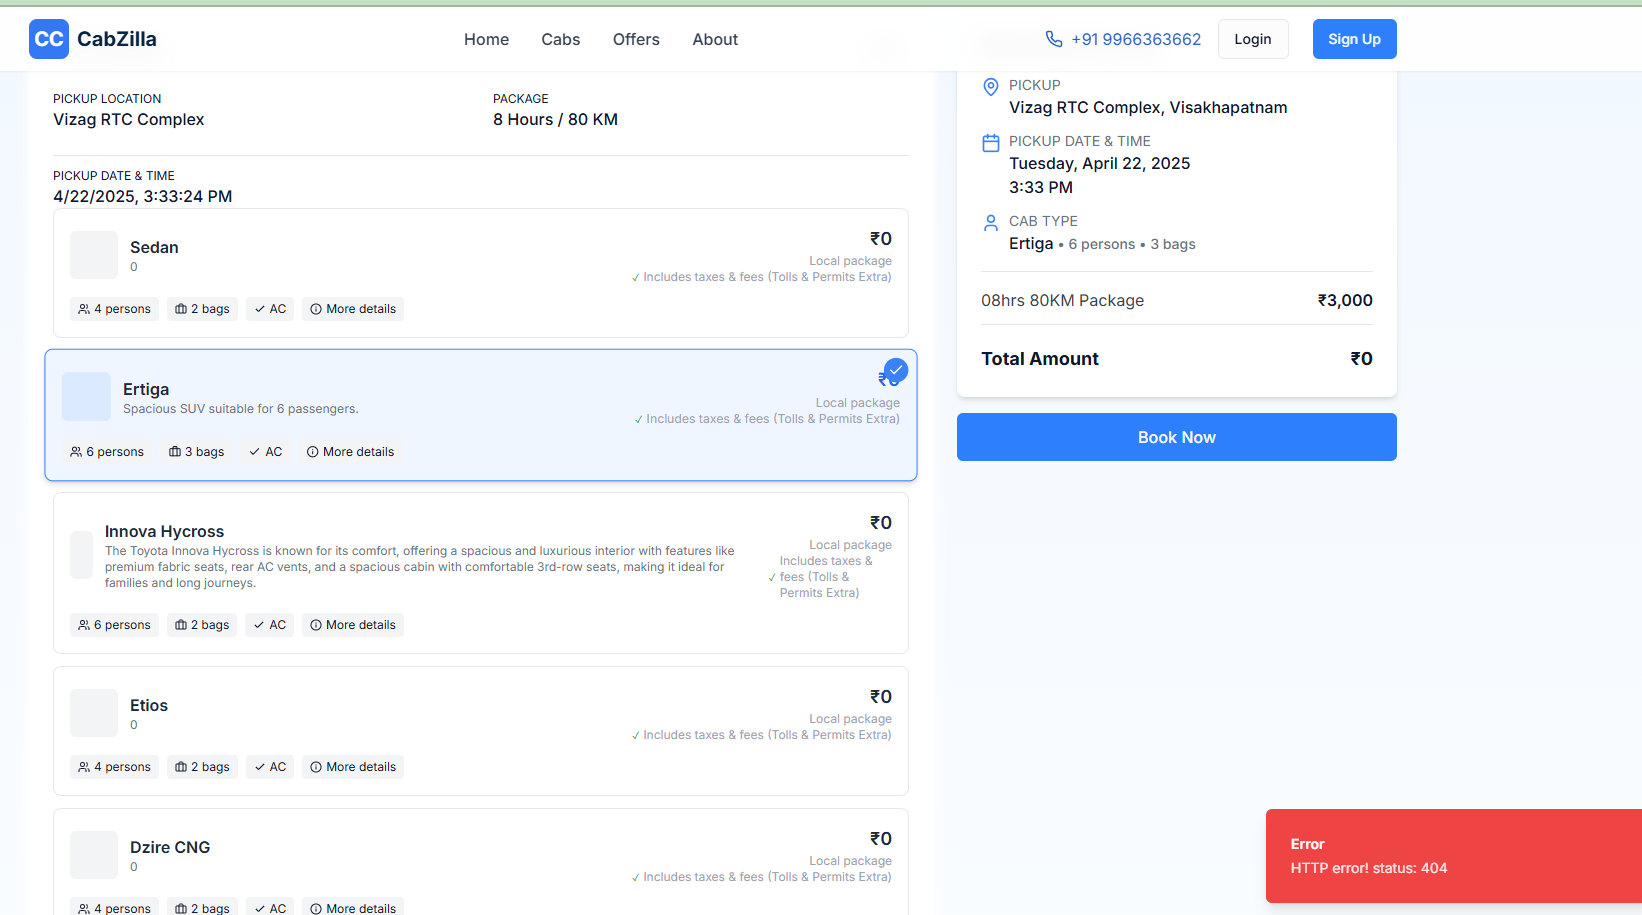 CC CabZilla
Home Cabs Offers About
+91 9966363662 Login Sign Up
PICKUP LOCATION
Vizag RTC Complex
PACKAGE
8 Hours / 80 KM
PICKUP DATE & TIME
4/22/2025, 3:33:24 PM
Sedan
0
₹0
Local package
✓ Includes taxes & fees (Tolls & Permits Extra)
4 persons 2 bags AC More details
Ertiga
Spacious SUV suitable for 6 passengers.
₹0
Local package
✓ Includes taxes & fees (Tolls & Permits Extra)
6 persons 3 bags AC More details
Innova Hycross
The Toyota Innova Hycross is known for its comfort, offering a spacious and luxurious interior with features like
premium fabric seats, rear AC vents, and a spacious cabin with comfortable 3rd-row seats, making it ideal for
families and long journeys.
₹0
Local package
Includes taxes &
✓ fees (Tolls &
Permits Extra)
6 persons 2 bags AC More details
Etios
0
₹0
Local package
✓ Includes taxes & fees (Tolls & Permits Extra)
4 persons 2 bags AC More details
Dzire CNG
0
₹0
Local package
✓ Includes taxes & fees (Tolls & Permits Extra)
4 persons 2 bags AC More details
PICKUP
Vizag RTC Complex, Visakhapatnam
PICKUP DATE & TIME
Tuesday, April 22, 2025
3:33 PM
CAB TYPE
Ertiga • 6 persons • 3 bags
08hrs 80KM Package ₹3,000
Total Amount ₹0
Book Now
Error
HTTP error! status: 404